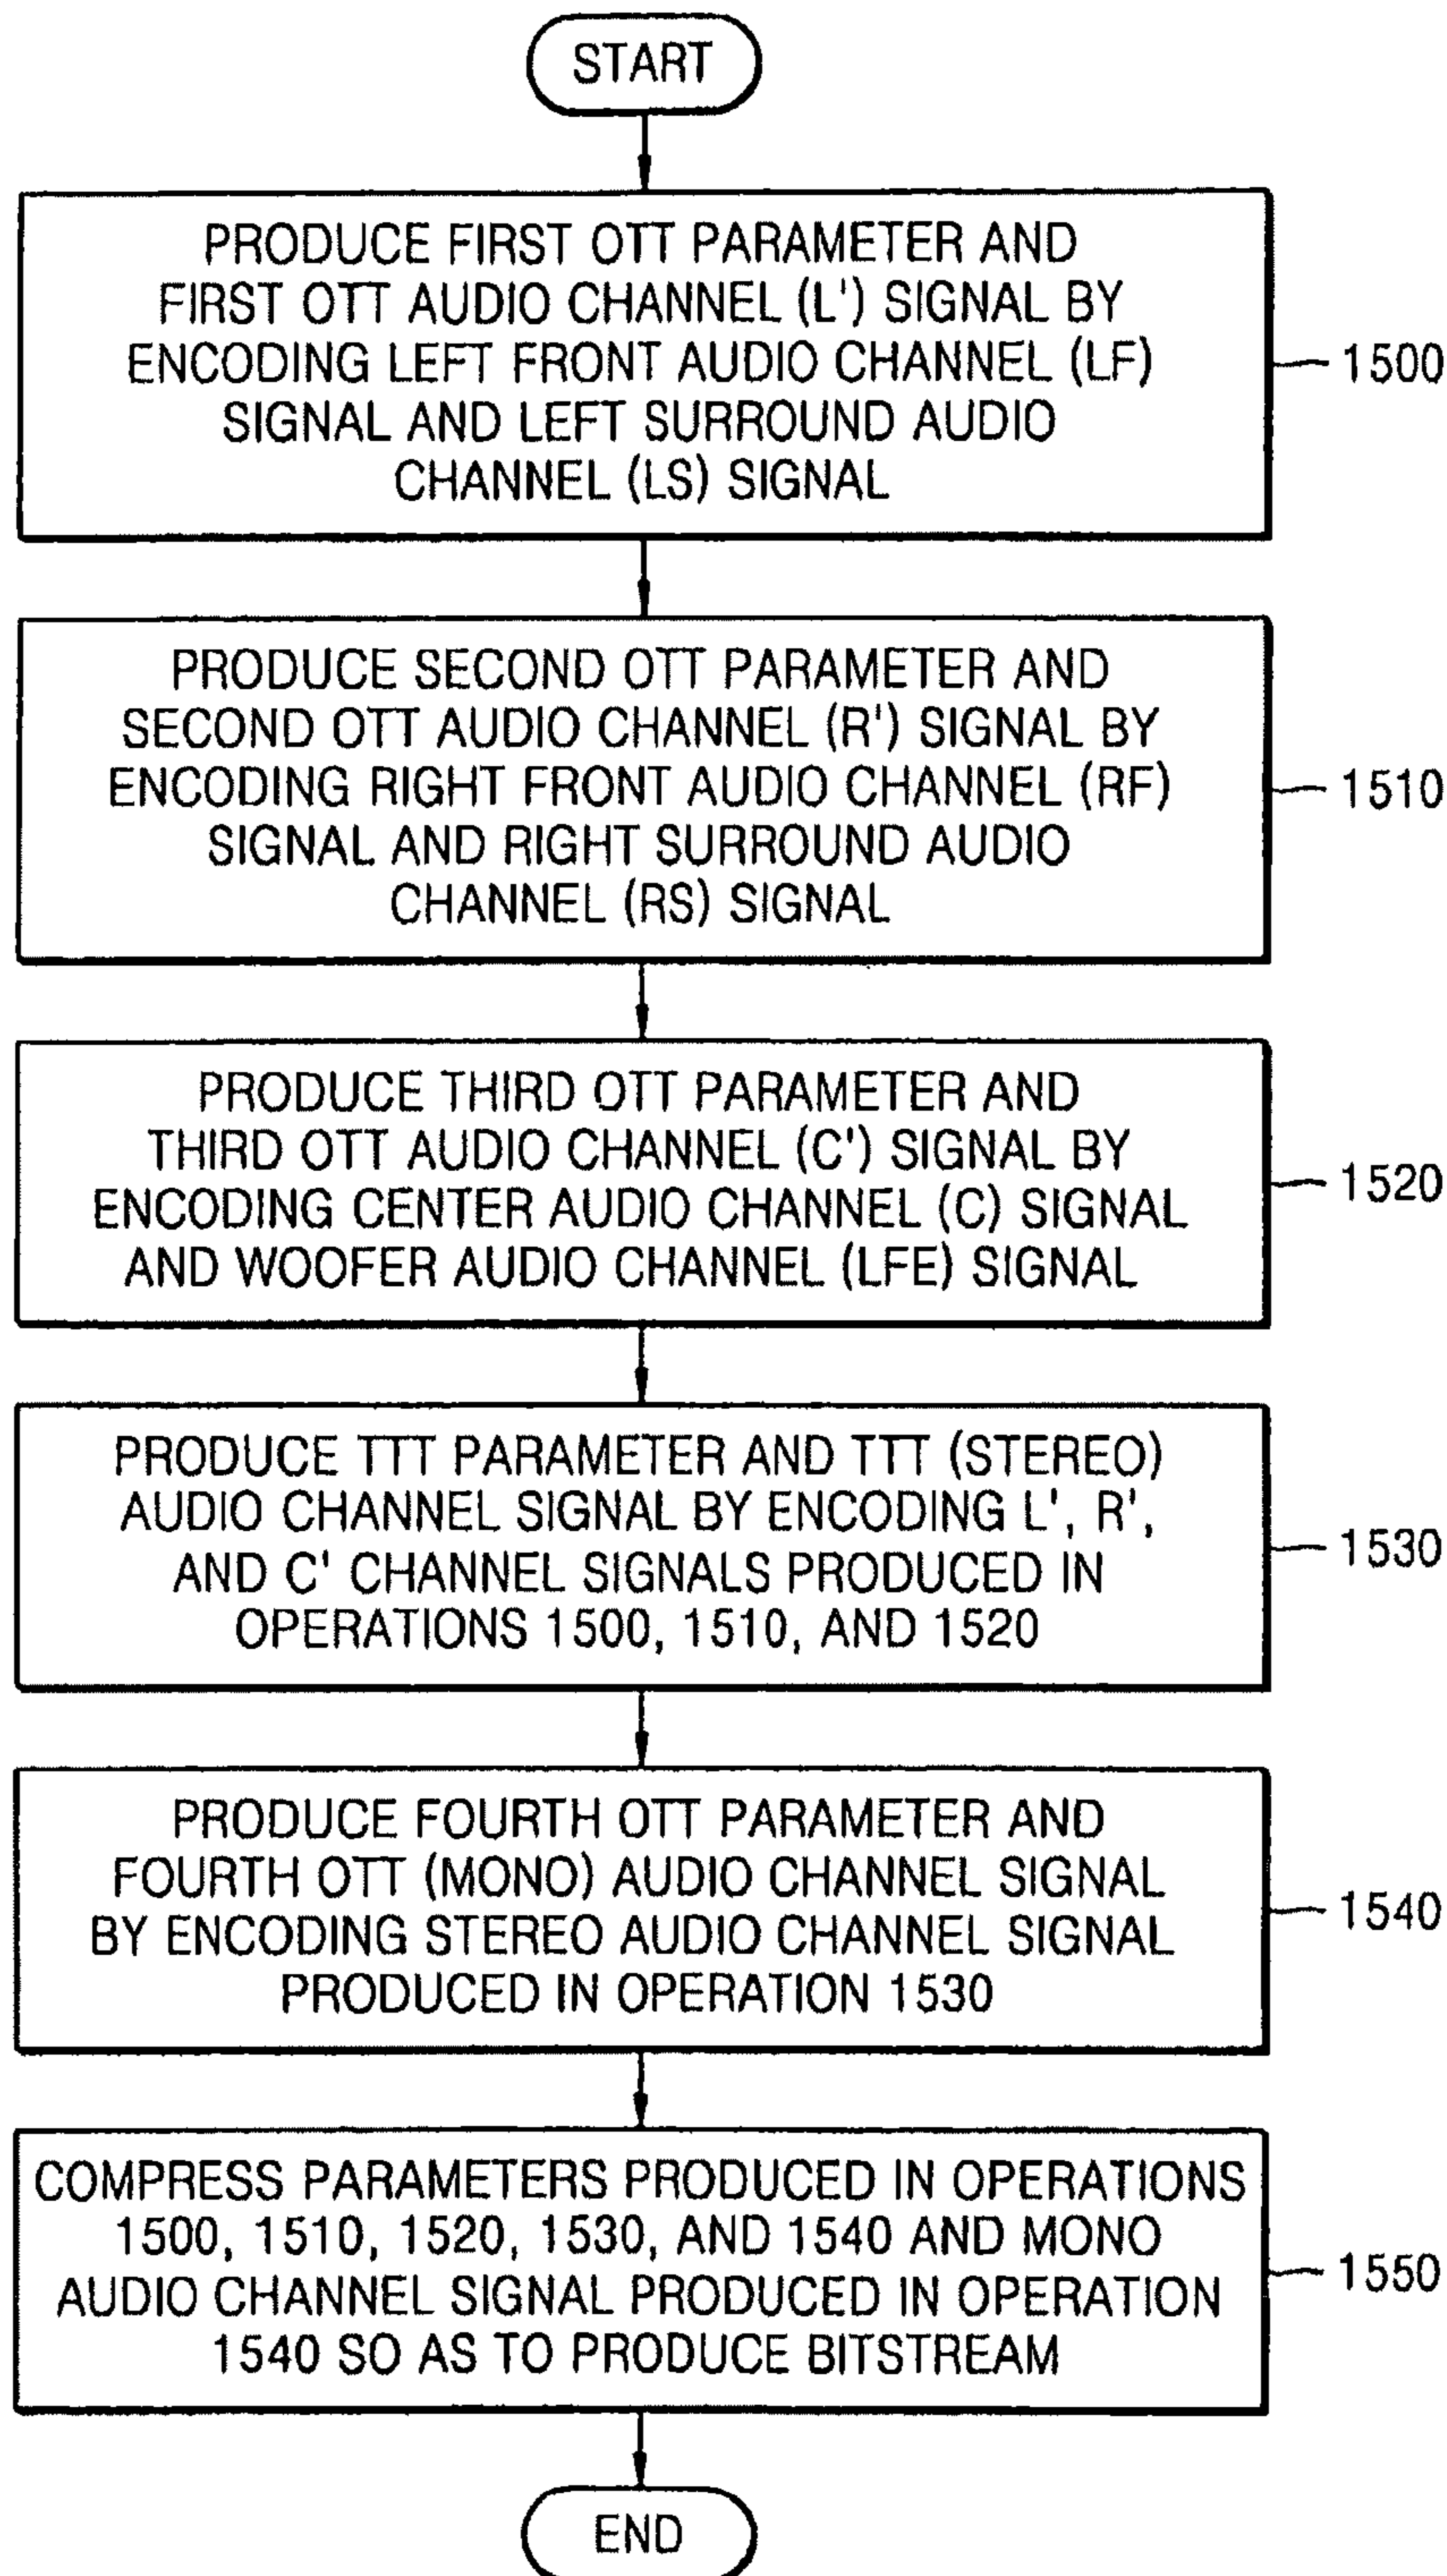 START
PRODUCE FIRST OTT PARAMETER AND
FIRST OTT AUDIO CHANNEL (L') SIGNAL BY
ENCODING LEFT FRONT AUDIO CHANNEL (LF)
SIGNAL AND LEFT SURROUND AUDIO
CHANNEL (LS) SIGNAL
1500
PRODUCE SECOND OTT PARAMETER AND
SECOND OTT AUDIO CHANNEL (R') SIGNAL BY
ENCODING RIGHT FRONT AUDIO CHANNEL (RF)
SIGNAL AND RIGHT SURROUND AUDIO
CHANNEL (RS) SIGNAL
1510
PRODUCE THIRD OTT PARAMETER AND
THIRD OTT AUDIO CHANNEL (C') SIGNAL BY
ENCODING CENTER AUDIO CHANNEL (C) SIGNAL
AND WOOFER AUDIO CHANNEL (LFE) SIGNAL
1520
PRODUCE TTT PARAMETER AND TTT (STEREO)
AUDIO CHANNEL SIGNAL BY ENCODING L', R',
AND C' CHANNEL SIGNALS PRODUCED IN
OPERATIONS 1500, 1510, AND 1520
1530
PRODUCE FOURTH OTT PARAMETER AND
FOURTH OTT (MONO) AUDIO CHANNEL SIGNAL
BY ENCODING STEREO AUDIO CHANNEL SIGNAL
PRODUCED IN OPERATION 1530
1540
COMPRESS PARAMETERS PRODUCED IN OPERATIONS
1500, 1510, 1520, 1530, AND 1540 AND MONO
AUDIO CHANNEL SIGNAL PRODUCED IN OPERATION
1540 SO AS TO PRODUCE BITSTREAM
1550
END